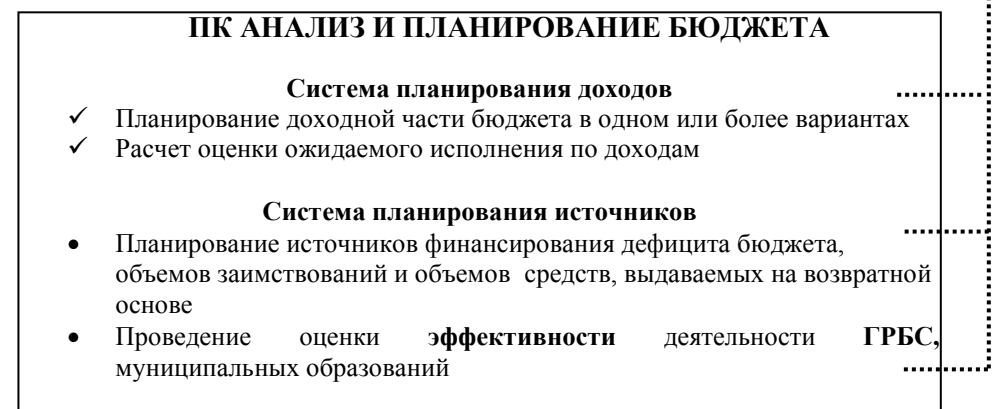 ПК АНАЛИЗ И ПЛАНИРОВАНИЕ БЮДЖЕТА
Система планирования доходов
✓ Планирование доходной части бюджета в одном или более вариантах
✓ Расчет оценки ожидаемого исполнения по доходам
Система планирования источников
• Планирование источников финансирования дефицита бюджета,
объемов заимствований и объемов средств, выдаваемых на возвратной
основе
• Проведение оценки эффективности деятельности ГРБС,
муниципальных образований